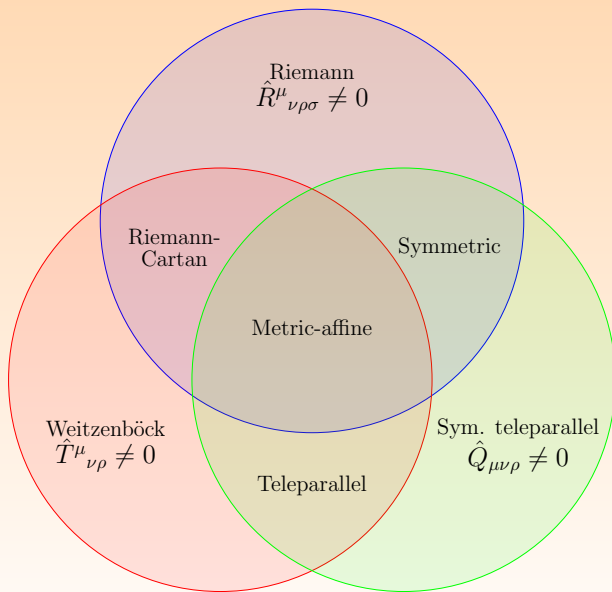 Riemann
R̂^μ_νρσ ≠ 0
Riemann-
Cartan
Symmetric
Metric-affine
Weitzenböck
T̂^μ_νρ ≠ 0
Sym. teleparallel
Q̂_μνρ ≠ 0
Teleparallel